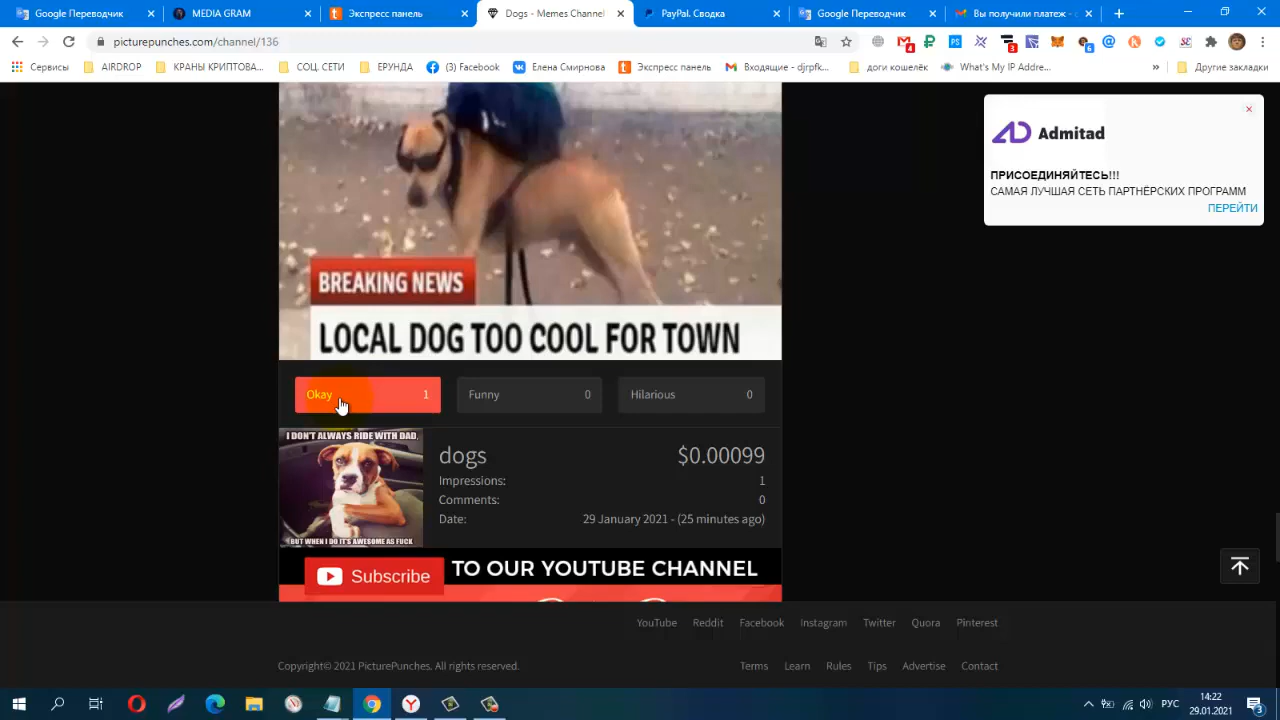 Google Переводчик
MEDIA GRAM
Экспресс панель
Dogs - Memes Channel
PayPal. Сводка
Google Переводчик
Вы получили платеж - d
picturepunches.com/channel/136
4
3
6
Сервисы
AIRDROP
КРАНЫ КРИПТОВА...
СОЦ. СЕТИ
ЕРУНДА
(3) Facebook
Елена Смирнова
Экспресс панель
Входящие - djrpfk...
доги кошелёк
What's My IP Addre...
»
Другие закладки
Admitad
ПРИСОЕДИНЯЙТЕСЬ!!!
САМАЯ ЛУЧШАЯ СЕТЬ ПАРТНЁРСКИХ ПРОГРАММ
ПЕРЕЙТИ
BREAKING NEWS
LOCAL DOG TOO COOL FOR TOWN
Okay 1
Funny 0
Hilarious 0
I DON'T ALWAYS RIDE WITH DAD,
BUT WHEN I DO IT'S AWESOME AS FUCK
dogs $0.00099
Impressions: 1
Comments: 0
Date: 29 January 2021 - (25 minutes ago)
Subscribe TO OUR YOUTUBE CHANNEL
YouTube Reddit Facebook Instagram Twitter Quora Pinterest
Copyright© 2021 PicturePunches. All rights reserved.
Terms Learn Rules Tips Advertise Contact
РУС
14:22
29.01.2021
3